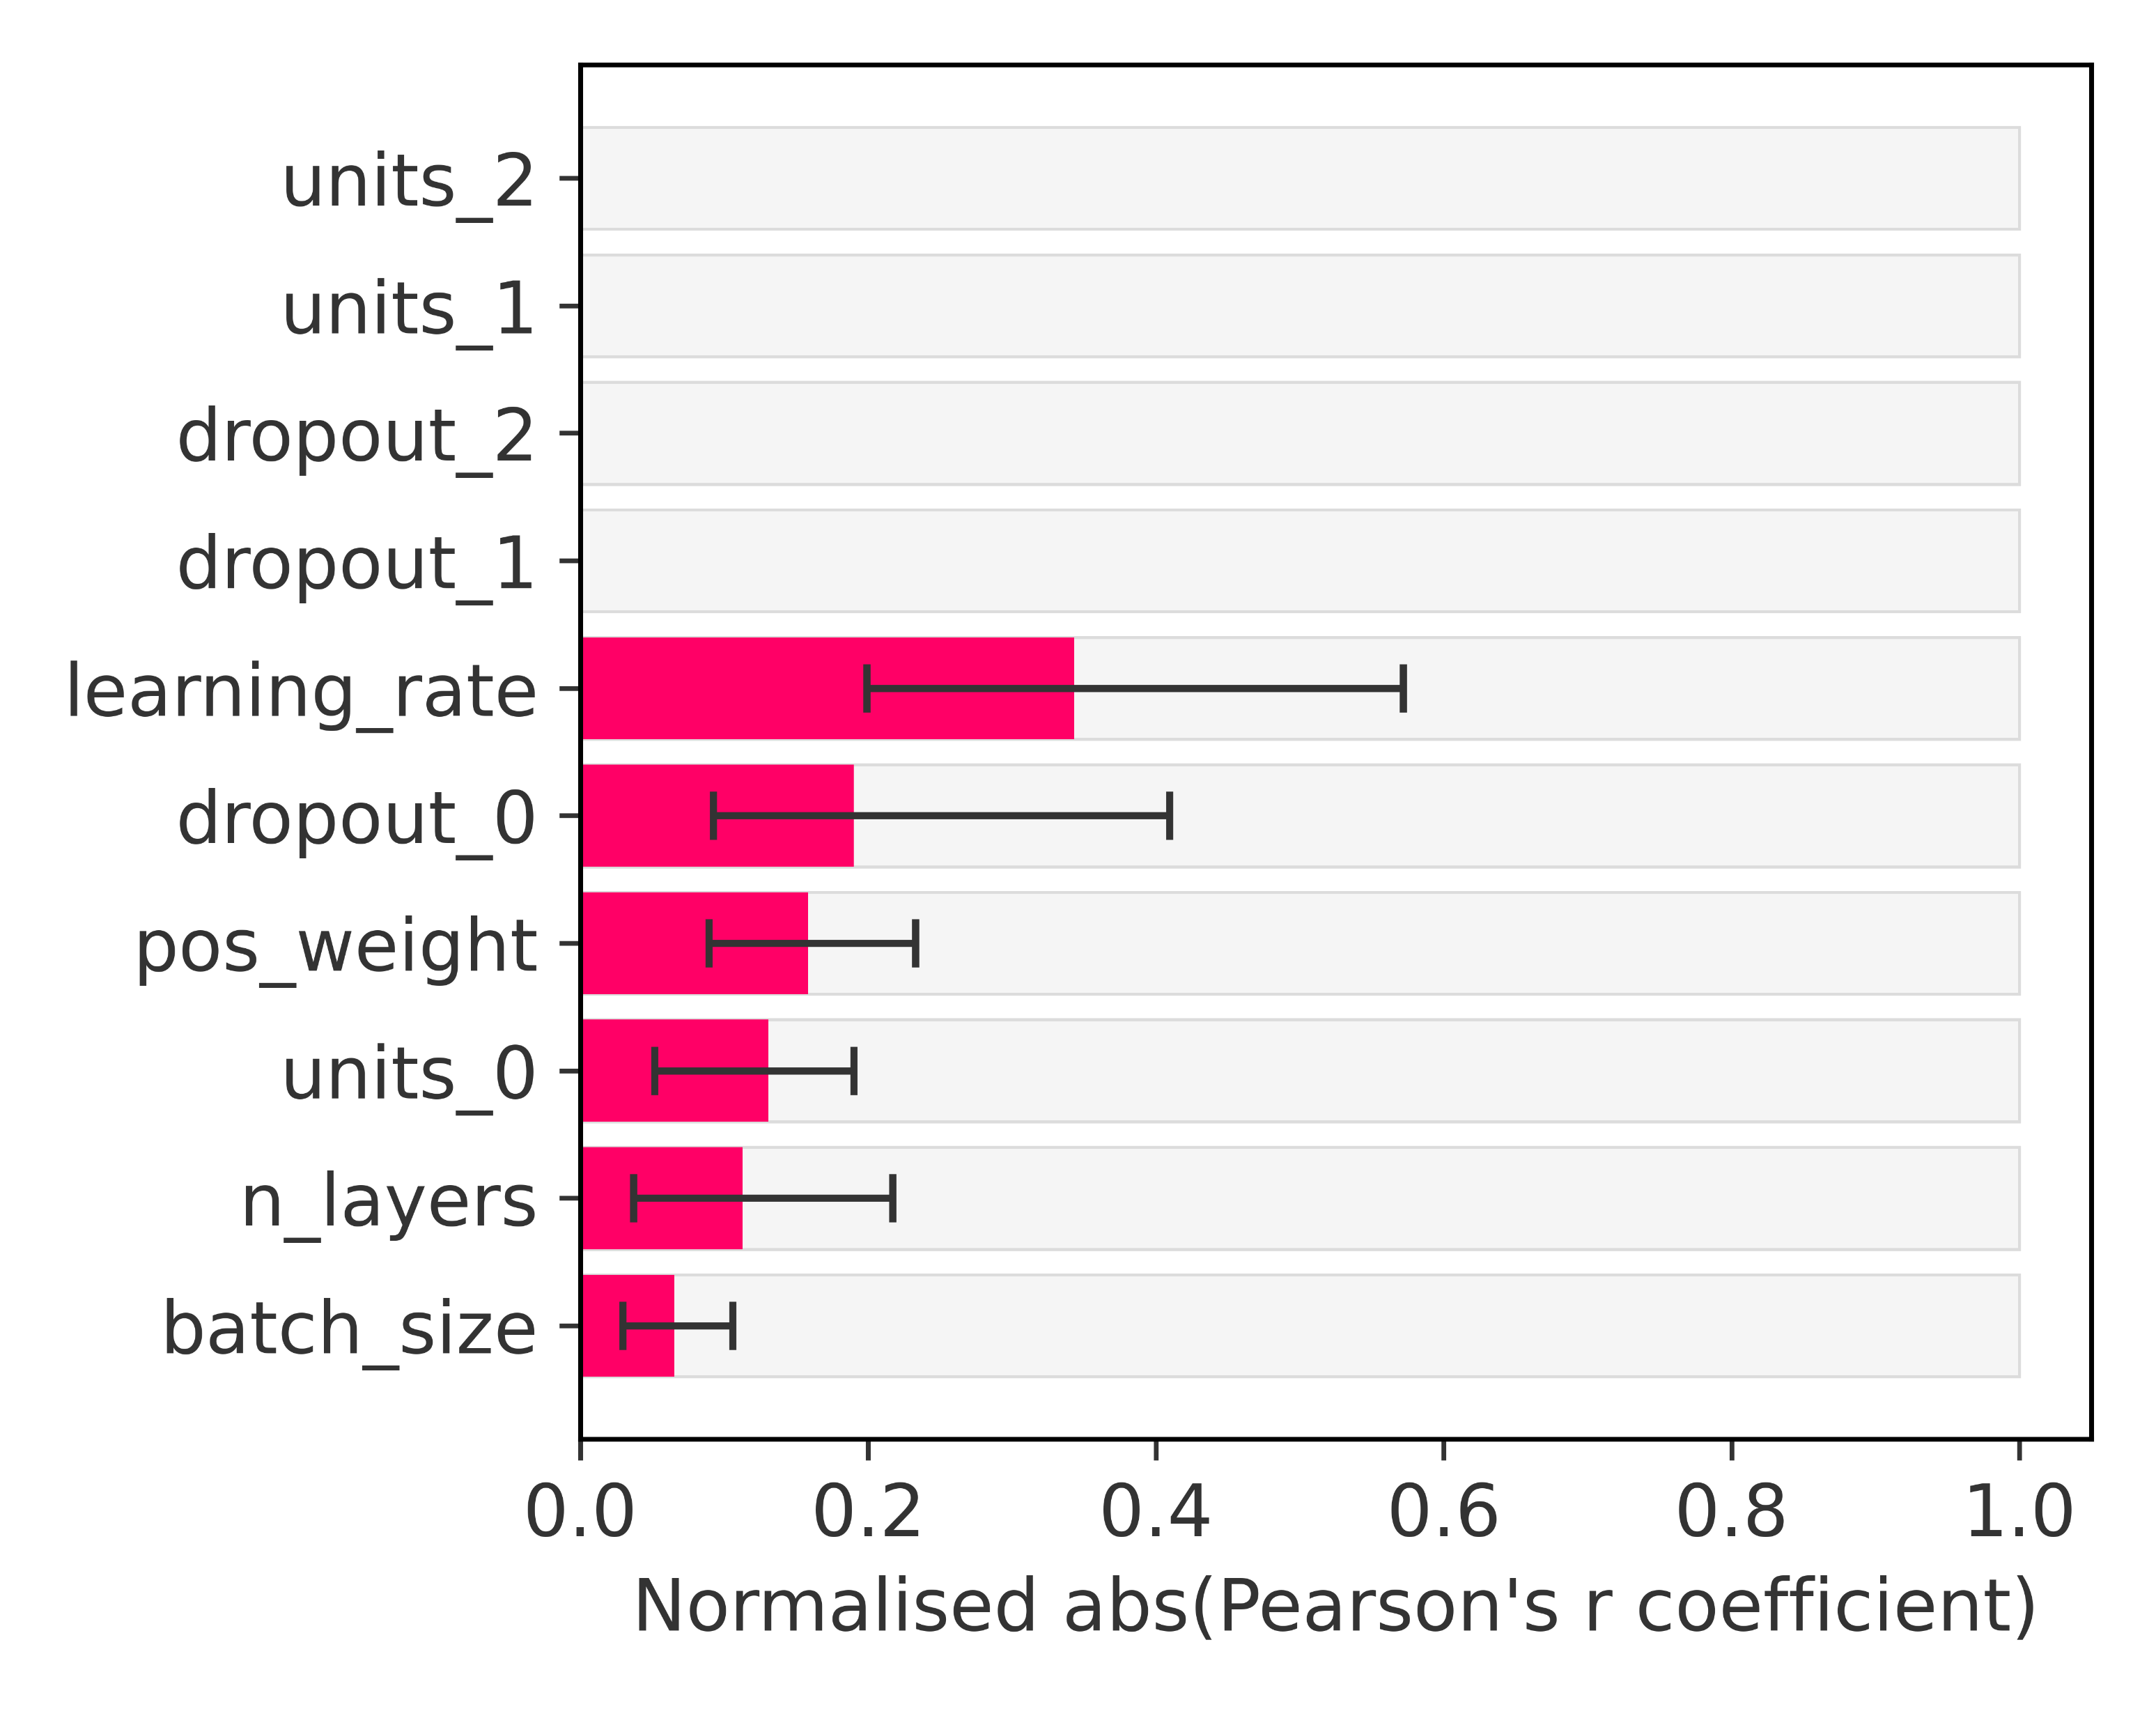 units_2
units_1
dropout_2
dropout_1
learning_rate
dropout_0
pos_weight
units_0
n_layers
batch_size
0.0 0.2 0.4 0.6 0.8 1.0
Normalised abs(Pearson's r coefficient)